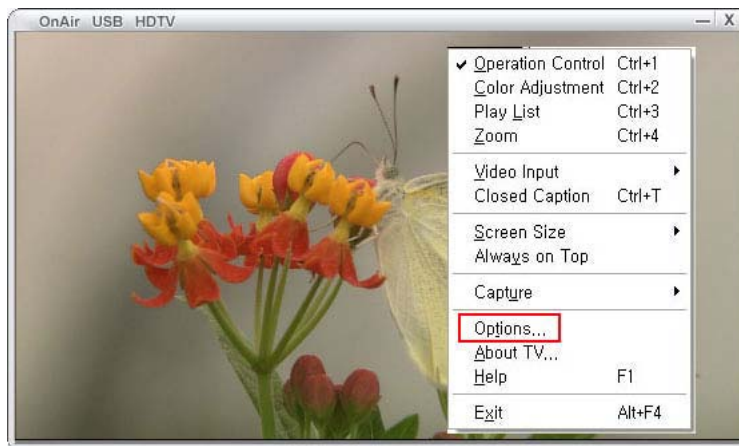 OnAir USB HDTV
Operation Control Ctrl+1
Color Adjustment Ctrl+2
Play List Ctrl+3
Zoom Ctrl+4
Video Input
Closed Caption Ctrl+T
Screen Size
Always on Top
Capture
Options...
About TV...
Help F1
Exit Alt+F4